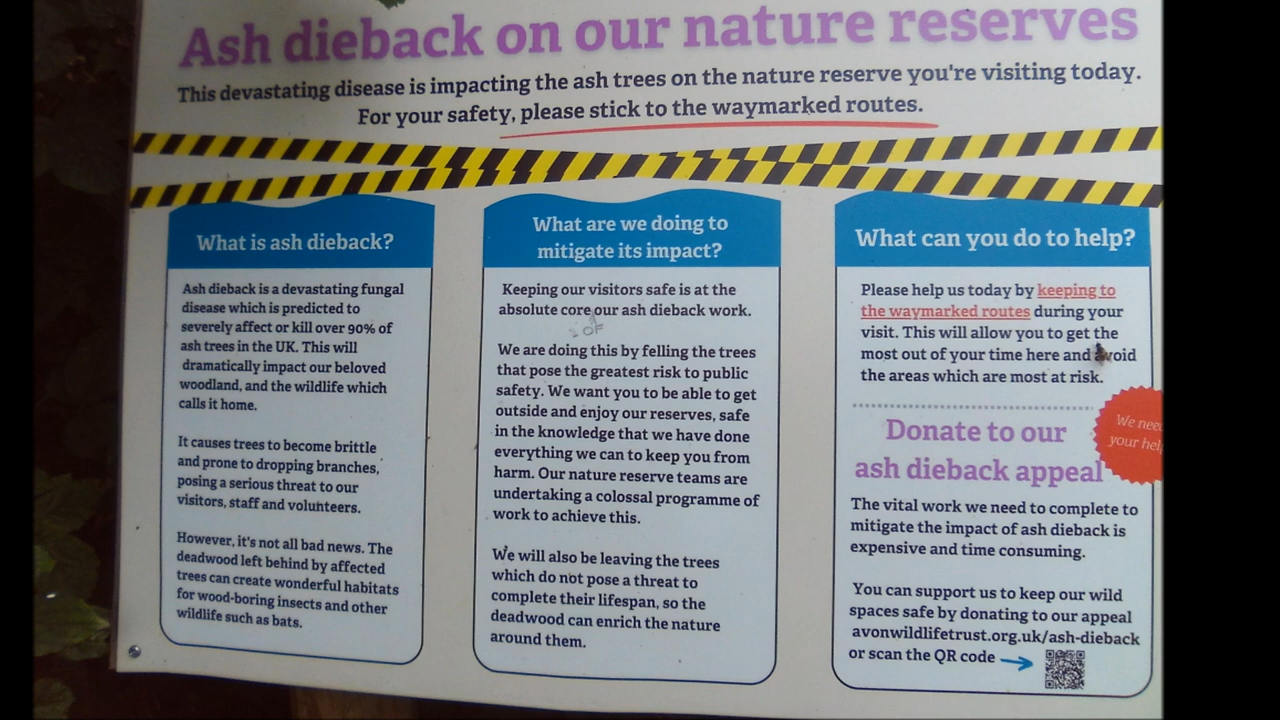 Ash dieback on our nature reserves
This devastating disease is impacting the ash trees on the nature reserve you're visiting today.
For your safety, please stick to the waymarked routes.
What is ash dieback?
Ash dieback is a devastating fungal
disease which is predicted to
severely affect or kill over 90% of
ash trees in the UK. This will
dramatically impact our beloved
woodland, and the wildlife which
calls it home.
It causes trees to become brittle
and prone to dropping branches,
posing a serious threat to our
visitors, staff and volunteers.
However, it's not all bad news. The
deadwood left behind by affected
trees can create wonderful habitats
for wood-boring insects and other
wildlife such as bats.
What are we doing to
mitigate its impact?
Keeping our visitors safe is at the
absolute core our ash dieback work.
OF
We are doing this by felling the trees
that pose the greatest risk to public
safety. We want you to be able to get
outside and enjoy our reserves, safe
in the knowledge that we have done
everything we can to keep you from
harm. Our nature reserve teams are
undertaking a colossal programme of
work to achieve this.
We will also be leaving the trees
which do not pose a threat to
complete their lifespan, so the
deadwood can enrich the nature
around them.
What can you do to help?
Please help us today by keeping to
the waymarked routes during your
visit. This will allow you to get the
most out of your time here and avoid
the areas which are most at risk.
We need
your help
Donate to our
ash dieback appeal
The vital work we need to complete to
mitigate the impact of ash dieback is
expensive and time consuming.
You can support us to keep our wild
spaces safe by donating to our appeal
avonwildlifetrust.org.uk/ash-dieback
or scan the QR code